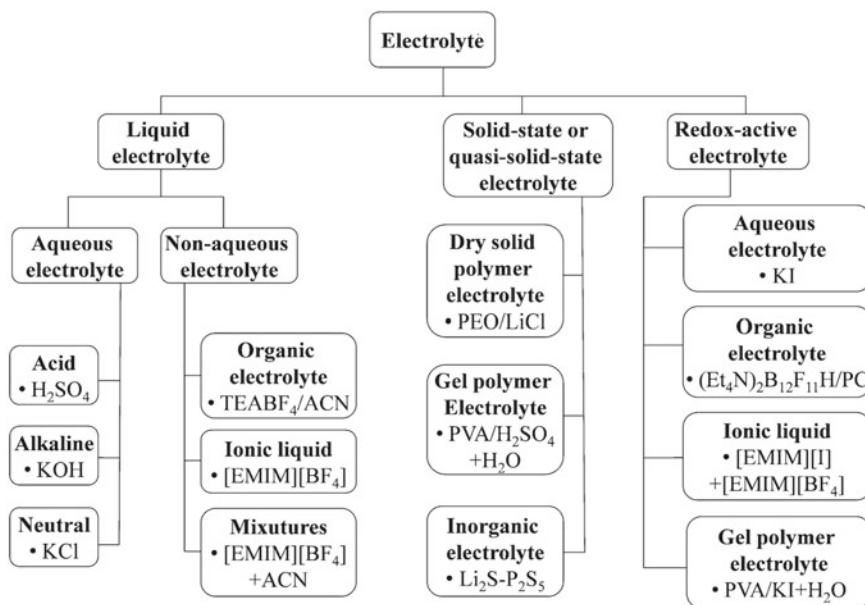 Electrolyte
Liquid
electrolyte
Solid-state or
quasi-solid-state
electrolyte
Redox-active
electrolyte
Aqueous
electrolyte
Non-aqueous
electrolyte
Acid
• H₂SO₄
Alkaline
• KOH
Neutral
• KCl
Organic
electrolyte
• TEABF₄/ACN
Ionic liquid
• [EMIM][BF₄]
Mixutures
• [EMIM][BF₄]
+ACN
Dry solid
polymer
electrolyte
• PEO/LiCl
Gel polymer
Electrolyte
• PVA/H₂SO₄
+H₂O
Inorganic
electrolyte
• Li₂S-P₂S₅
Aqueous
electrolyte
• KI
Organic
electrolyte
• (Et₄N)₂B₁₂F₁₁H/PC
Ionic liquid
• [EMIM][I]
+[EMIM][BF₄]
Gel polymer
electrolyte
• PVA/KI+H₂O